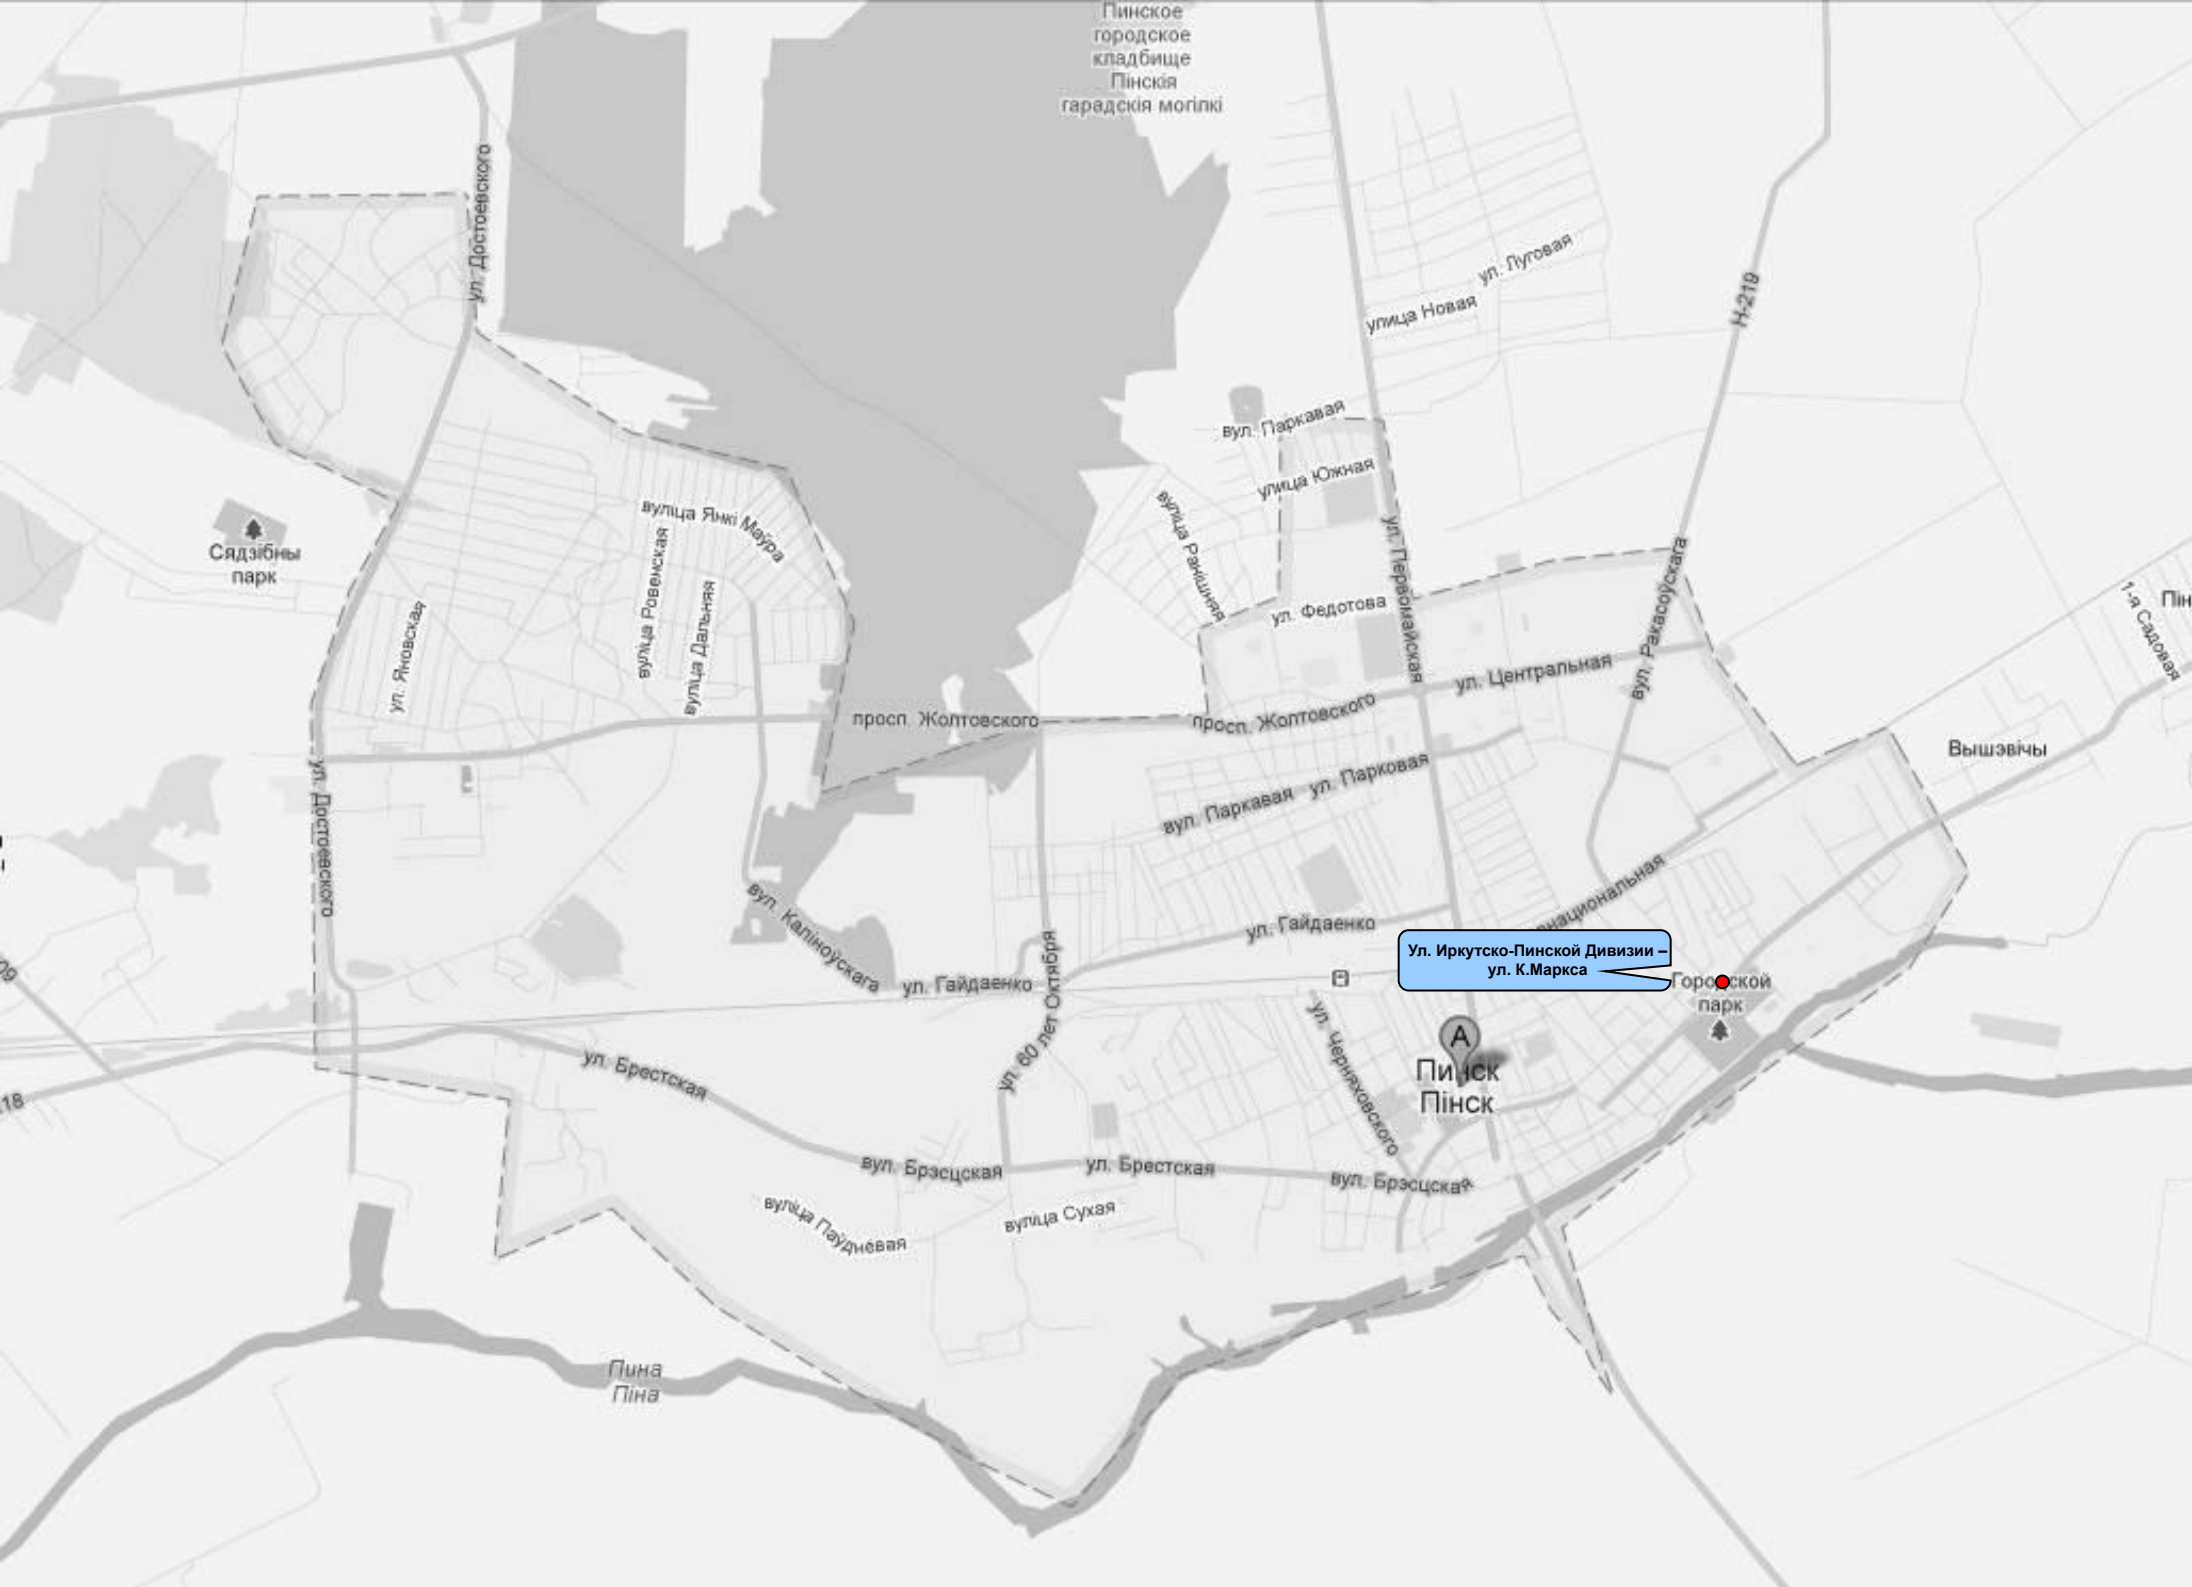 Пинское
городское
кладбище
Пінскія
гарадскія могілкі
ул. Достоевского
ул. Луговая
улица Новая
Н-219
вул. Паркавая
улица Южная
вуліца Янкі Маўра
вуліца Ранішняя
Сядзібны
парк
вуліца Ровенская
вуліца Дальняя
ул. Яновская
ул. Первомайская
ул. Федотова
вул. Ракасоўскага
1-я Садовая
Пін
ул. Центральная
просп. Жолтовского
просп. Жолтовского
Вышэвічы
ул. Парковая
вул. Паркавая
ул. Достоевского
вул. Каліноўскага
ул. Гайдаенко
рнациональная
Ул. Иркутско-Пинской Дивизии –
ул. К.Маркса
Городской
парк
ул. Гайдаенко
ул. 60 лет Октября
09
18
ул. Черняховского
A
Пинск
Пінск
ул. Брестская
вул. Брэсцкая
ул. Брестская
вул. Брэсцкая
вуліца Паўднёвая
вуліца Сухая
Пина
Піна